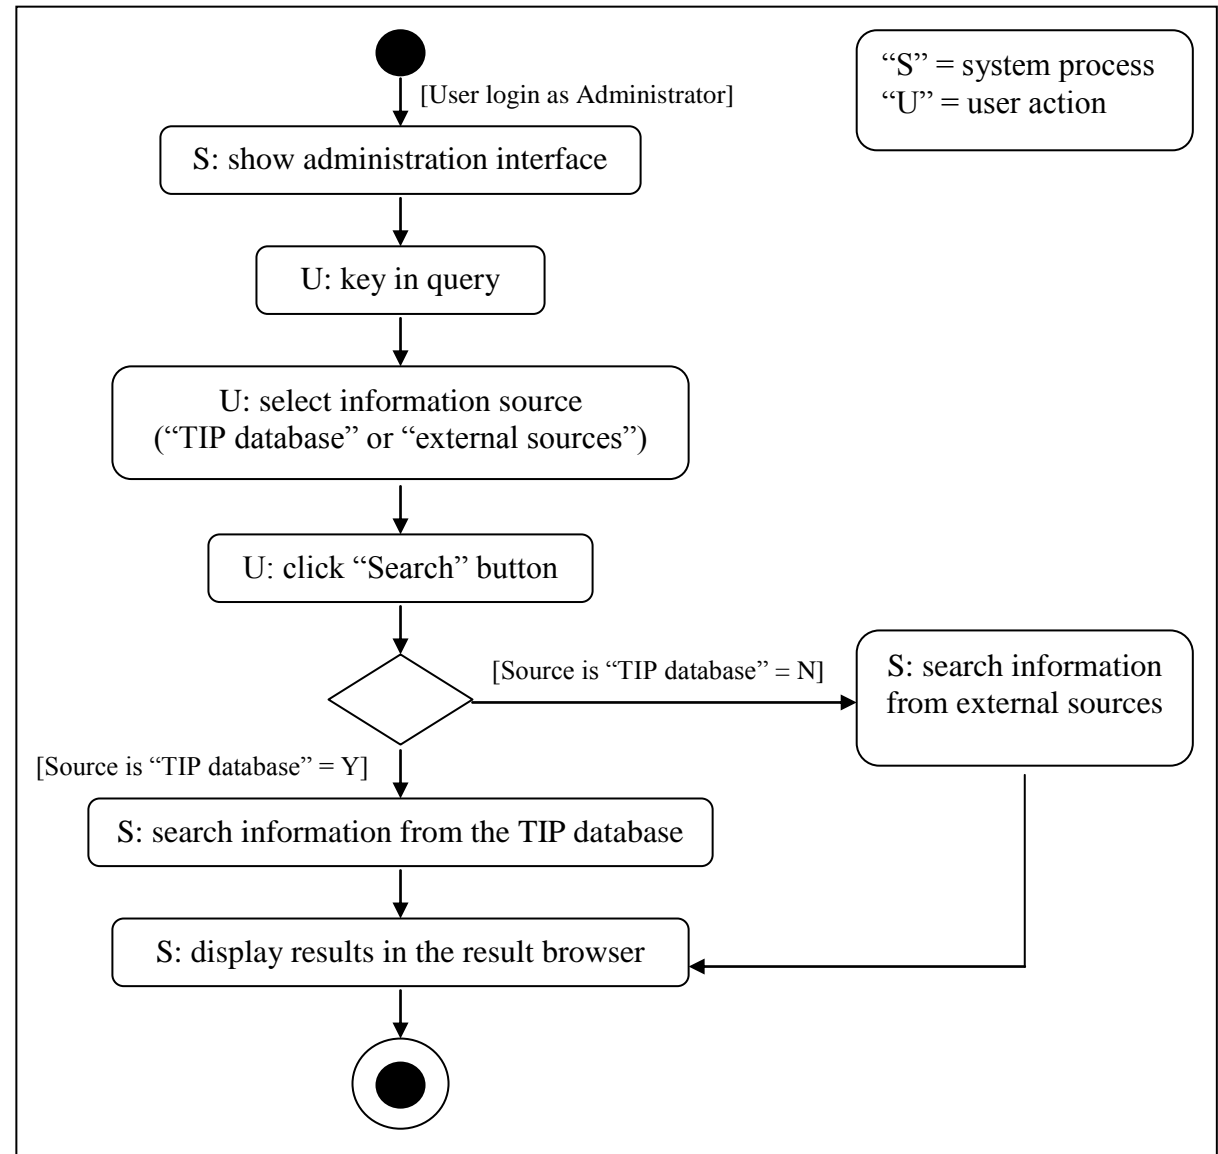 “S” = system process
“U” = user action
[User login as Administrator]
S: show administration interface
U: key in query
U: select information source
(“TIP database” or “external sources”)
U: click “Search” button
[Source is “TIP database” = N]
S: search information
from external sources
[Source is “TIP database” = Y]
S: search information from the TIP database
S: display results in the result browser